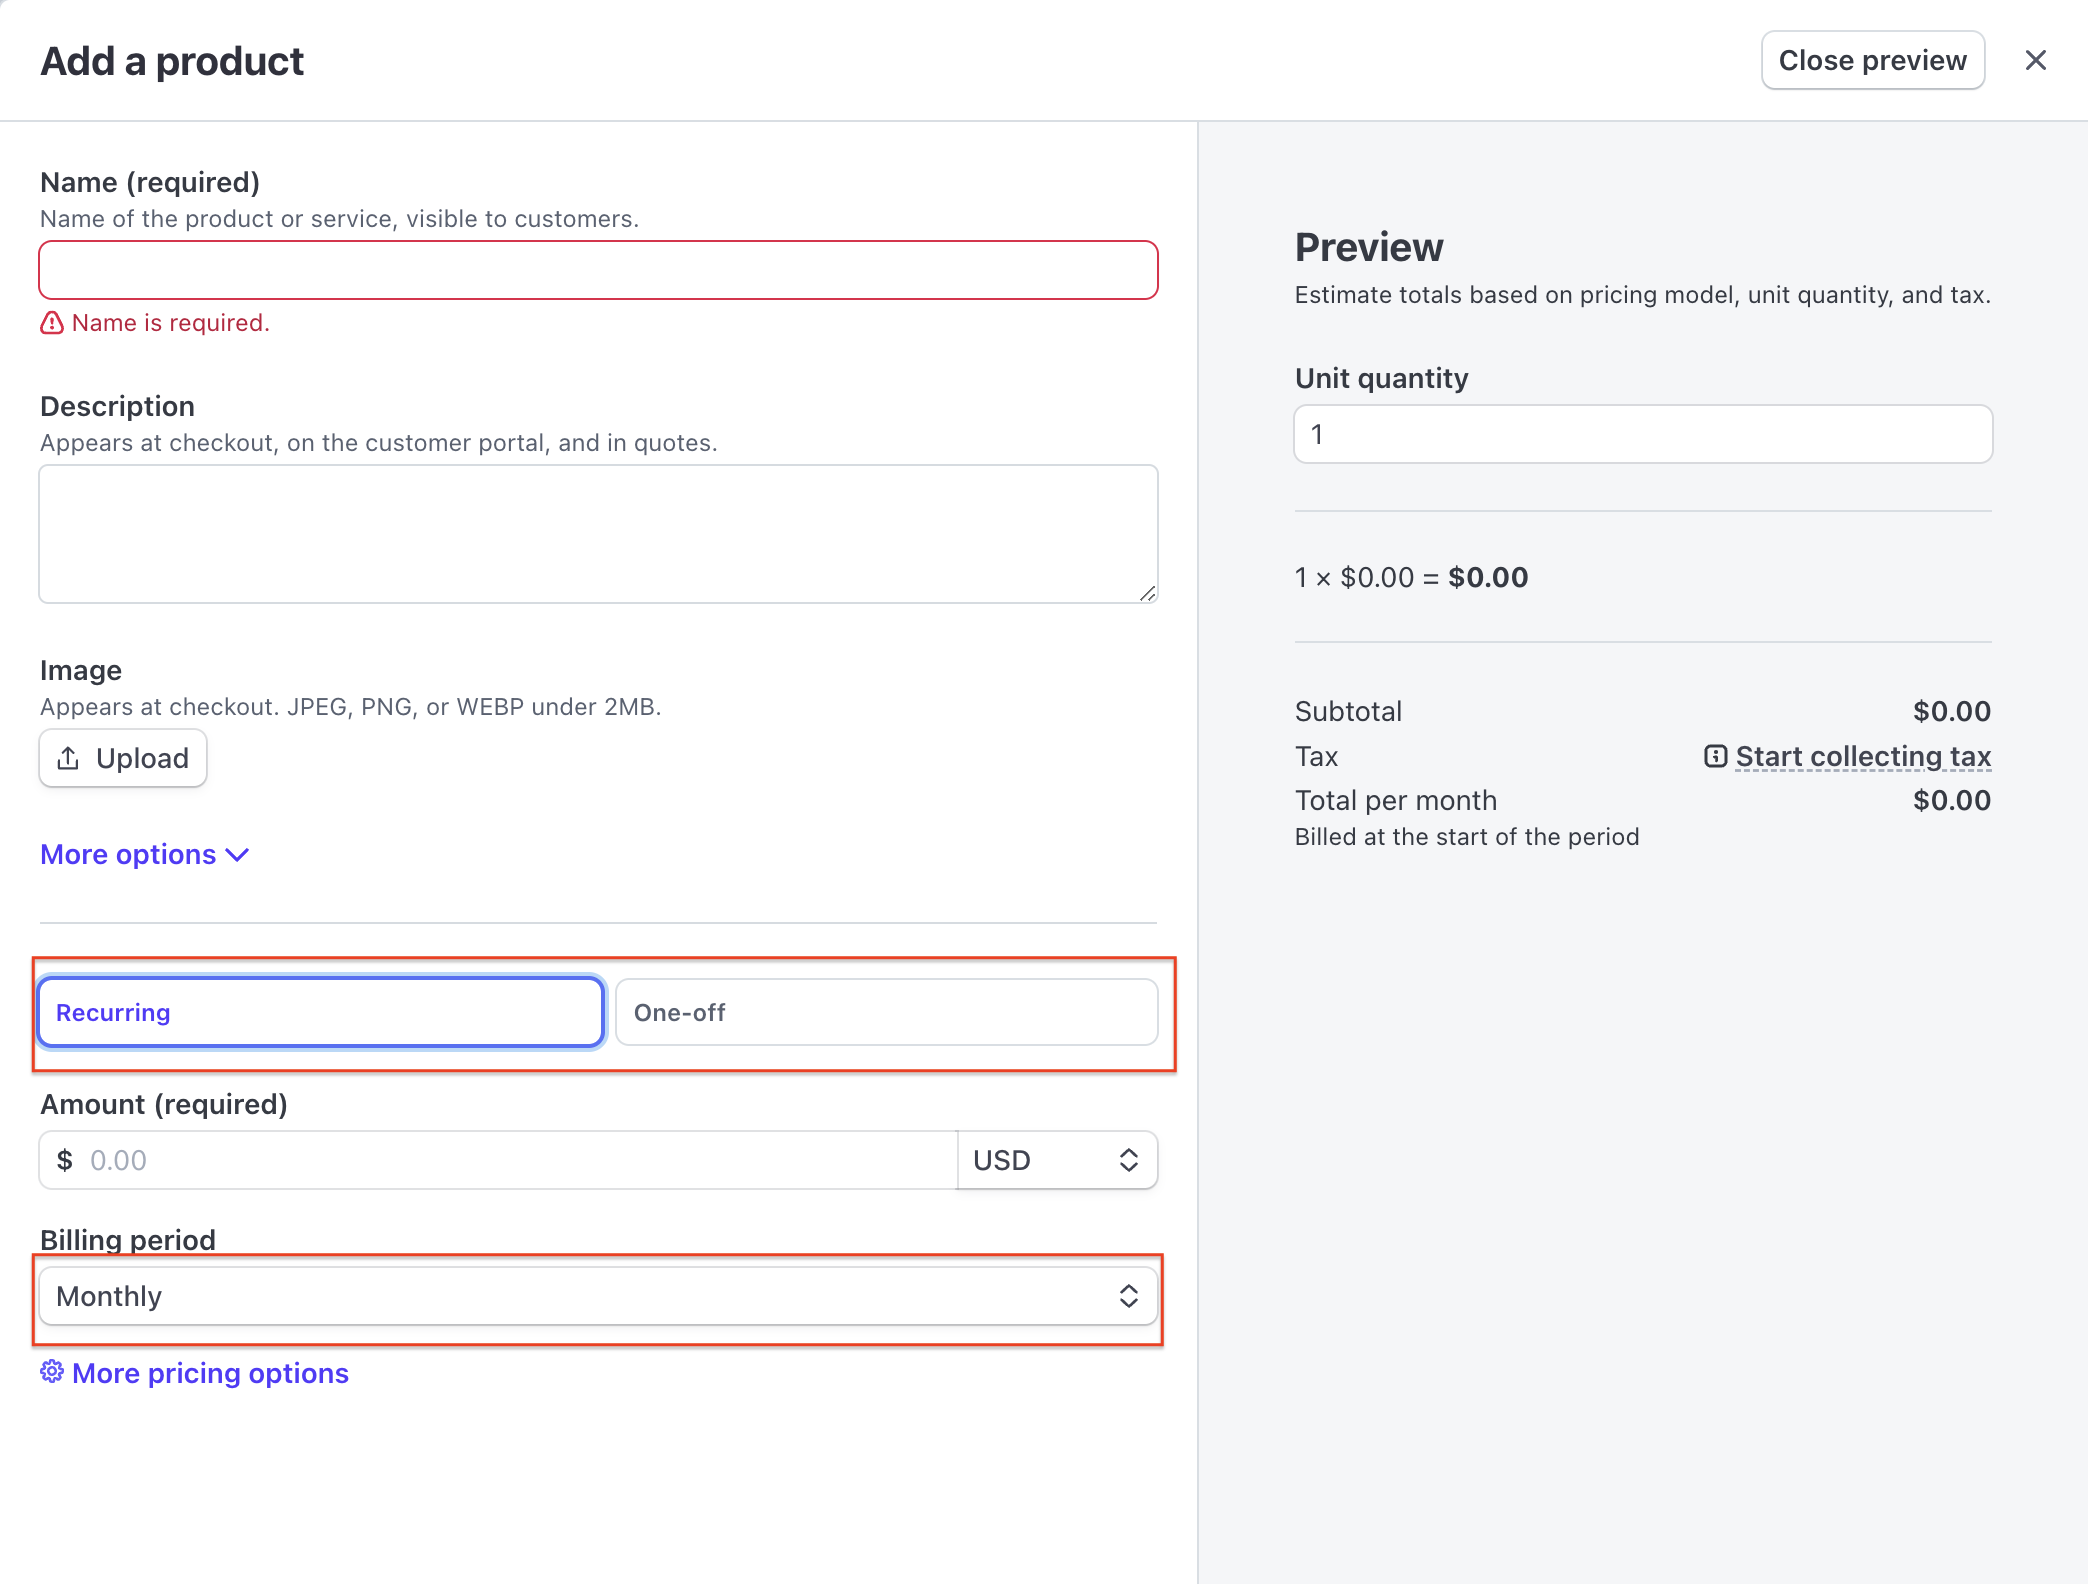 Add a product
Close preview
Name (required)
Name of the product or service, visible to customers.
Name is required.
Description
Appears at checkout, on the customer portal, and in quotes.
Image
Appears at checkout. JPEG, PNG, or WEBP under 2MB.
Upload
More options
Recurring
One-off
Amount (required)
$ 0.00
USD
Billing period
Monthly
More pricing options
Preview
Estimate totals based on pricing model, unit quantity, and tax.
Unit quantity
1
1 × $0.00 = $0.00
Subtotal $0.00
Tax Start collecting tax
Total per month $0.00
Billed at the start of the period